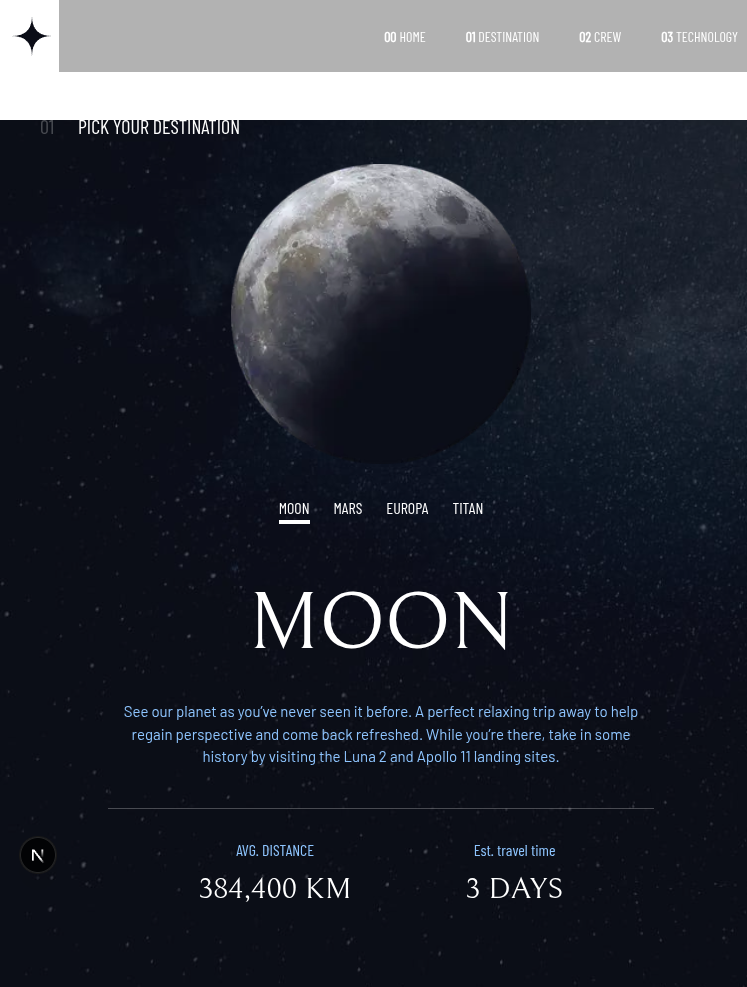 00 HOME 01 DESTINATION 02 CREW 03 TECHNOLOGY
01 PICK YOUR DESTINATION
MOON MARS EUROPA TITAN
MOON
See our planet as you’ve never seen it before. A perfect relaxing trip away to help
regain perspective and come back refreshed. While you’re there, take in some
history by visiting the Luna 2 and Apollo 11 landing sites.
AVG. DISTANCE Est. travel time
384,400 KM 3 DAYS
N